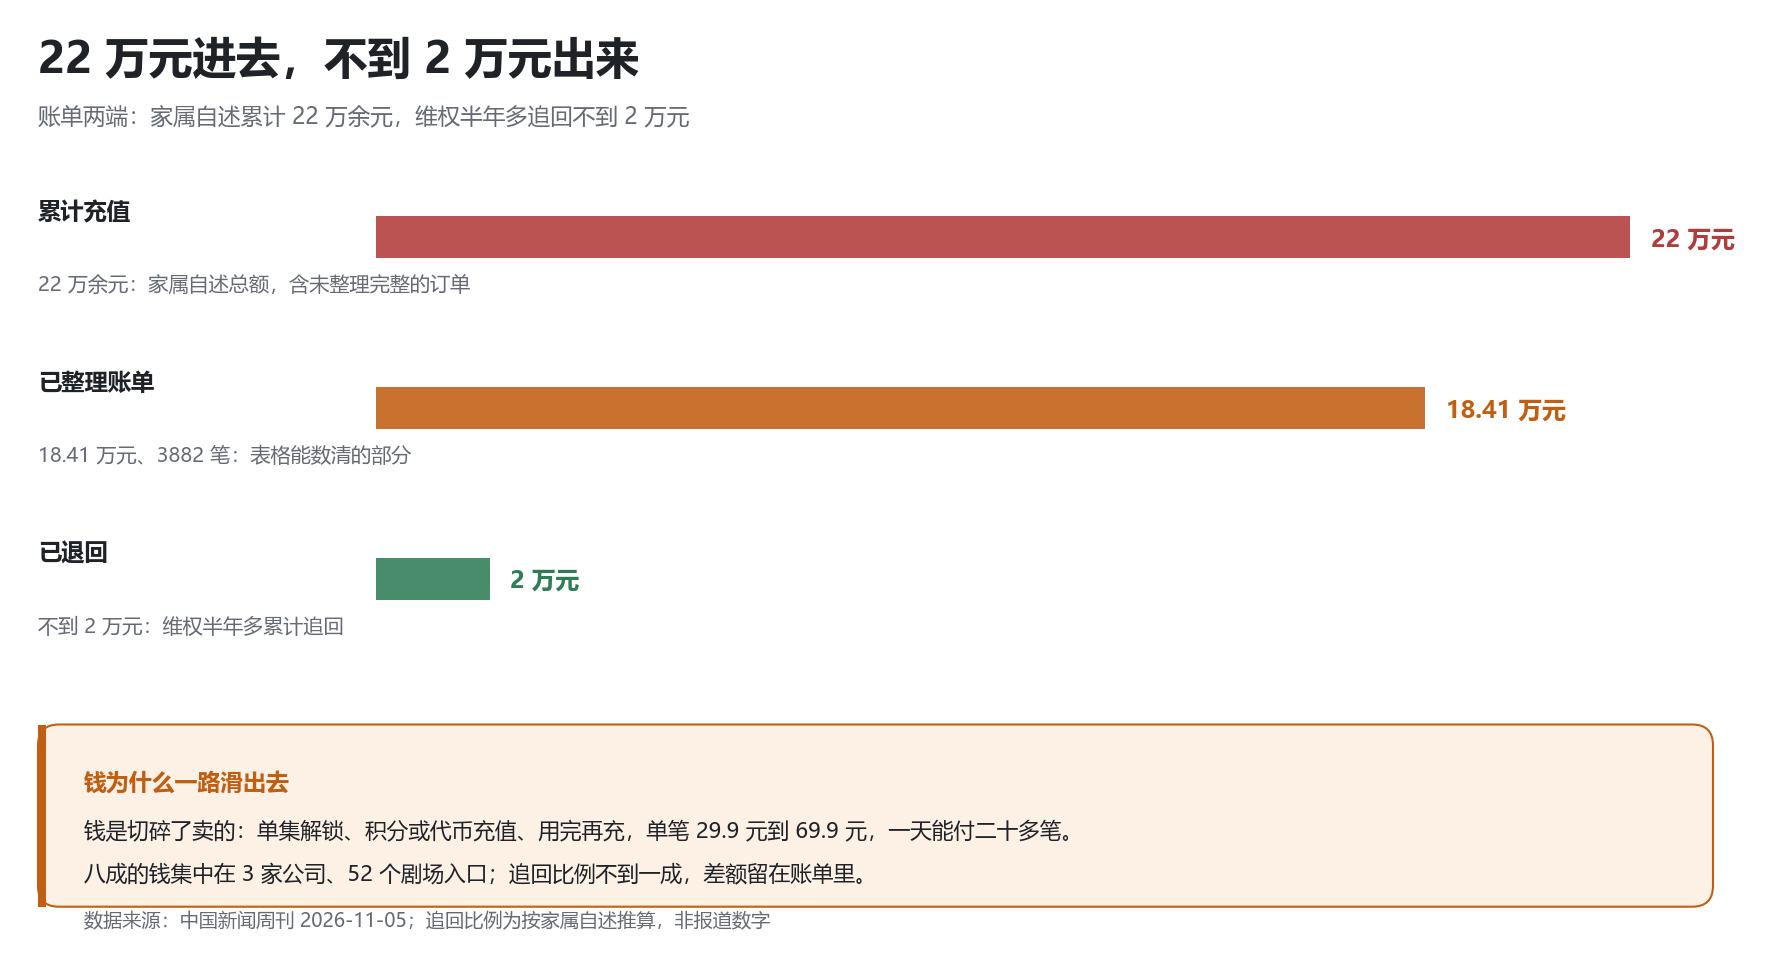 22 万元进去，不到 2 万元出来
账单两端：家属自述累计 22 万余元，维权半年多追回不到 2 万元
累计充值
22 万元
22 万余元：家属自述总额，含未整理完整的订单
已整理账单
18.41 万元
18.41 万元、3882 笔：表格能数清的部分
已退回
2 万元
不到 2 万元：维权半年多累计追回
钱为什么一路滑出去
钱是切碎了卖的：单集解锁、积分或代币充值、用完再充，单笔 29.9 元到 69.9 元，一天能付二十多笔。
八成的钱集中在 3 家公司、52 个剧场入口；追回比例不到一成，差额留在账单里。
数据来源：中国新闻周刊 2026-11-05；追回比例为按家属自述推算，非报道数字